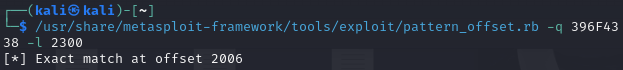 ┌──(kali㉿kali)-[~]
└─$ /usr/share/metasploit-framework/tools/exploit/pattern_offset.rb -q 396F43
38 -l 2300
[*] Exact match at offset 2006